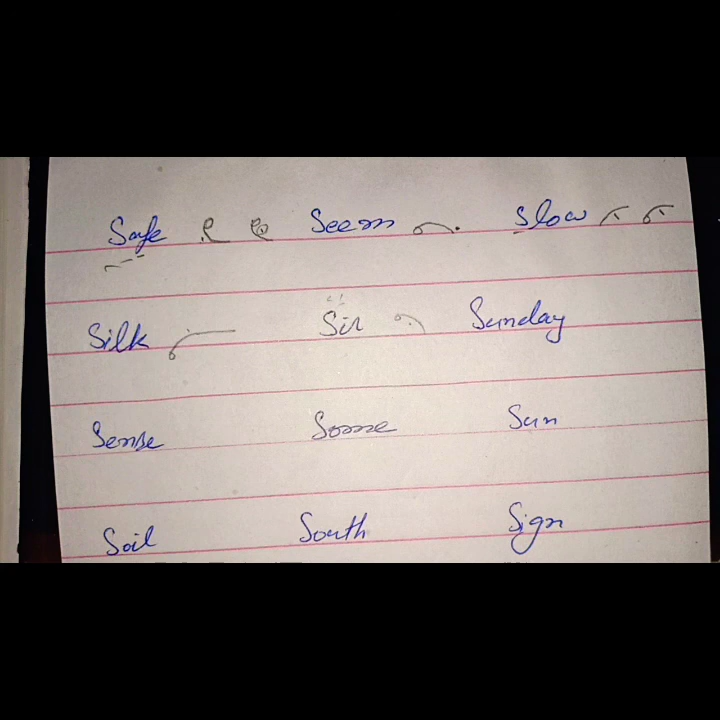 Safe Seem Slow
Silk Sir Sunday
Sense Some Sun
Soil South Sign